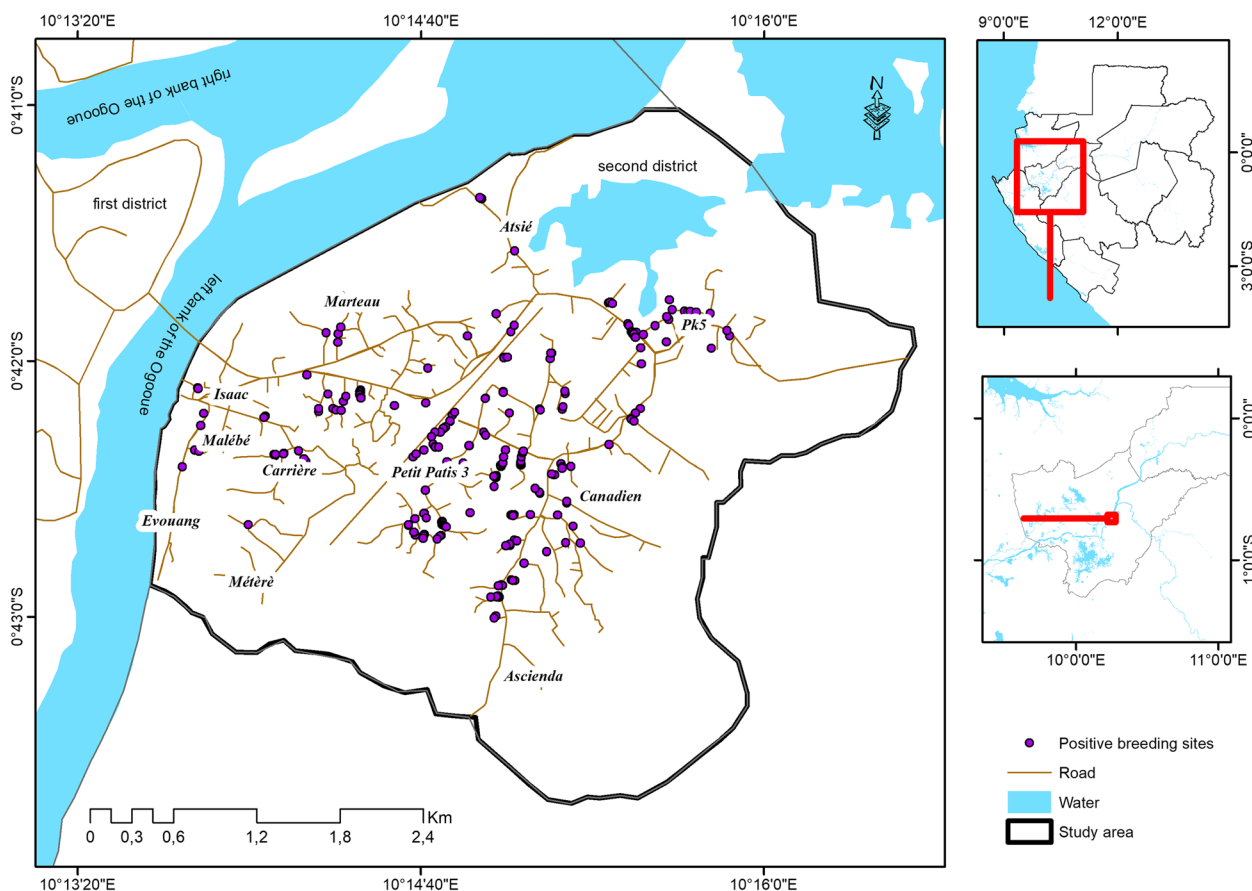 10°13'20"E
10°14'40"E
10°16'0"E
9°0'0"E
12°0'0"E
0°41'0"S
0°42'0"S
0°43'0"S
right bank of the Ogooue
N
second district
first district
Atsié
left bank of the Ogooue
Marteau
Pk5
Isaac
Malébé
Carrière
Petit Patis 3
Canadien
Evouang
Métèrè
Ascienda
0
0,3
0,6
1,2
1,8
2,4
Km
10°13'20"E
10°14'40"E
10°16'0"E
0°0'0"
3°0'0"S
0°0'0"
1°0'0"S
10°0'0"E
11°0'0"E
Positive breeding sites
Road
Water
Study area